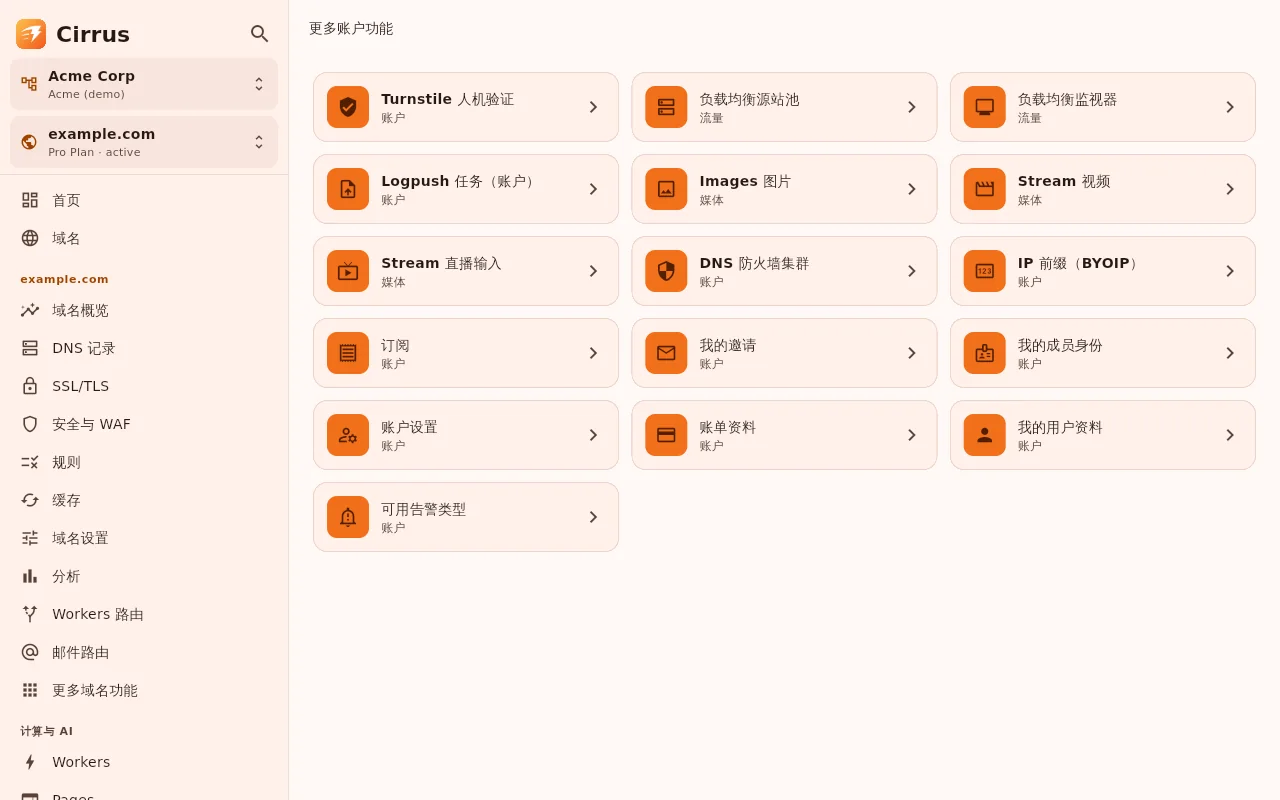 Cirrus
Acme Corp
Acme (demo)
example.com
Pro Plan · active
首页
域名
example.com
域名概览
DNS 记录
SSL/TLS
安全与 WAF
规则
缓存
域名设置
分析
Workers 路由
邮件路由
更多域名功能
计算与 AI
Workers
Pages
更多账户功能
Turnstile 人机验证
账户
负载均衡源站池
流量
负载均衡监视器
流量
Logpush 任务（账户）
账户
Images 图片
媒体
Stream 视频
媒体
Stream 直播输入
媒体
DNS 防火墙集群
账户
IP 前缀（BYOIP）
账户
订阅
账户
我的邀请
账户
我的成员身份
账户
账户设置
账户
账单资料
账户
我的用户资料
账户
可用告警类型
账户